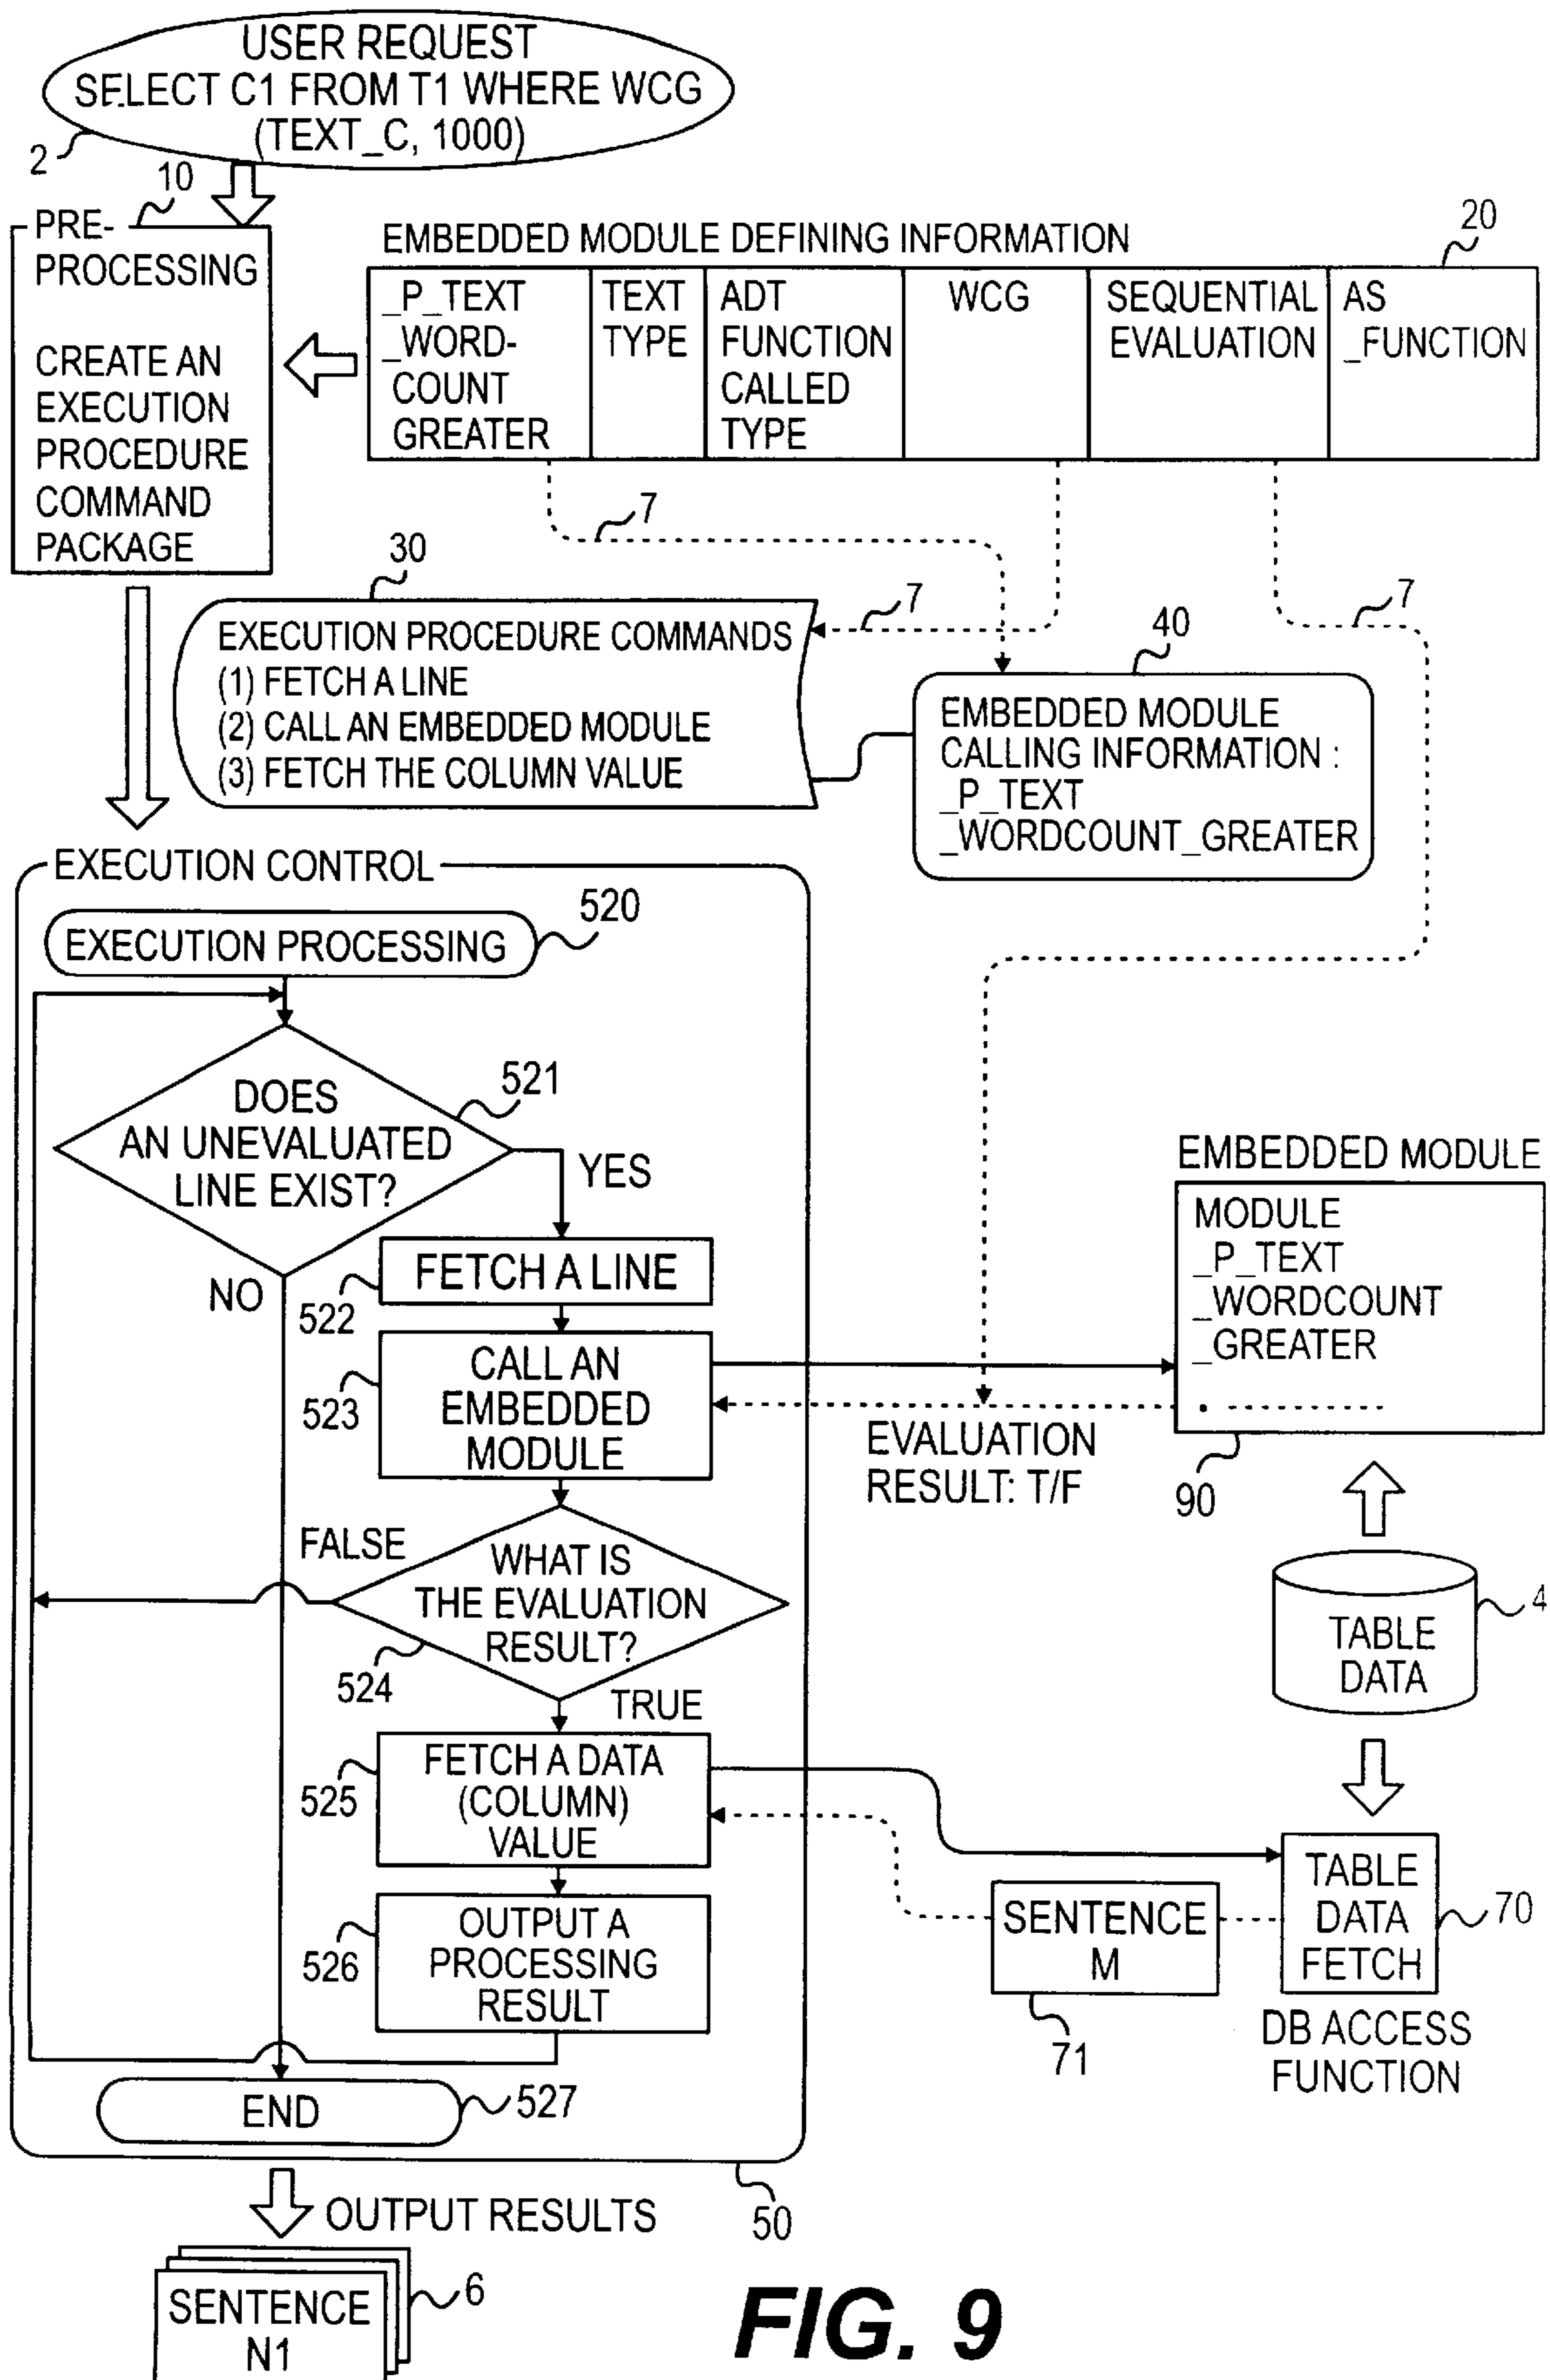 USER REQUEST
SELECT C1 FROM T1 WHERE WCG
(TEXT_C, 1000)
2
10
PRE-
PROCESSING
CREATE AN
EXECUTION
PROCEDURE
COMMAND
PACKAGE
EMBEDDED MODULE DEFINING INFORMATION
20
_P_TEXT
_WORD-
COUNT
GREATER
TEXT
TYPE
ADT
FUNCTION
CALLED
TYPE
WCG
SEQUENTIAL
EVALUATION
AS
_FUNCTION
7
7
7
30
EXECUTION PROCEDURE COMMANDS
(1) FETCH A LINE
(2) CALL AN EMBEDDED MODULE
(3) FETCH THE COLUMN VALUE
40
EMBEDDED MODULE
CALLING INFORMATION :
_P_TEXT
_WORDCOUNT_GREATER
EXECUTION CONTROL
EXECUTION PROCESSING
520
DOES
AN UNEVALUATED
LINE EXIST?
521
YES
NO
FETCH A LINE
522
CALL AN
EMBEDDED
MODULE
523
EVALUATION
RESULT: T/F
EMBEDDED MODULE
MODULE
_P_TEXT
_WORDCOUNT
_GREATER
90
FALSE
WHAT IS
THE EVALUATION
RESULT?
524
TRUE
TABLE
DATA
4
FETCH A DATA
(COLUMN)
VALUE
525
OUTPUT A
PROCESSING
RESULT
526
SENTENCE
M
71
TABLE
DATA
FETCH
70
DB ACCESS
FUNCTION
END
527
50
OUTPUT RESULTS
SENTENCE
N1
6
FIG. 9